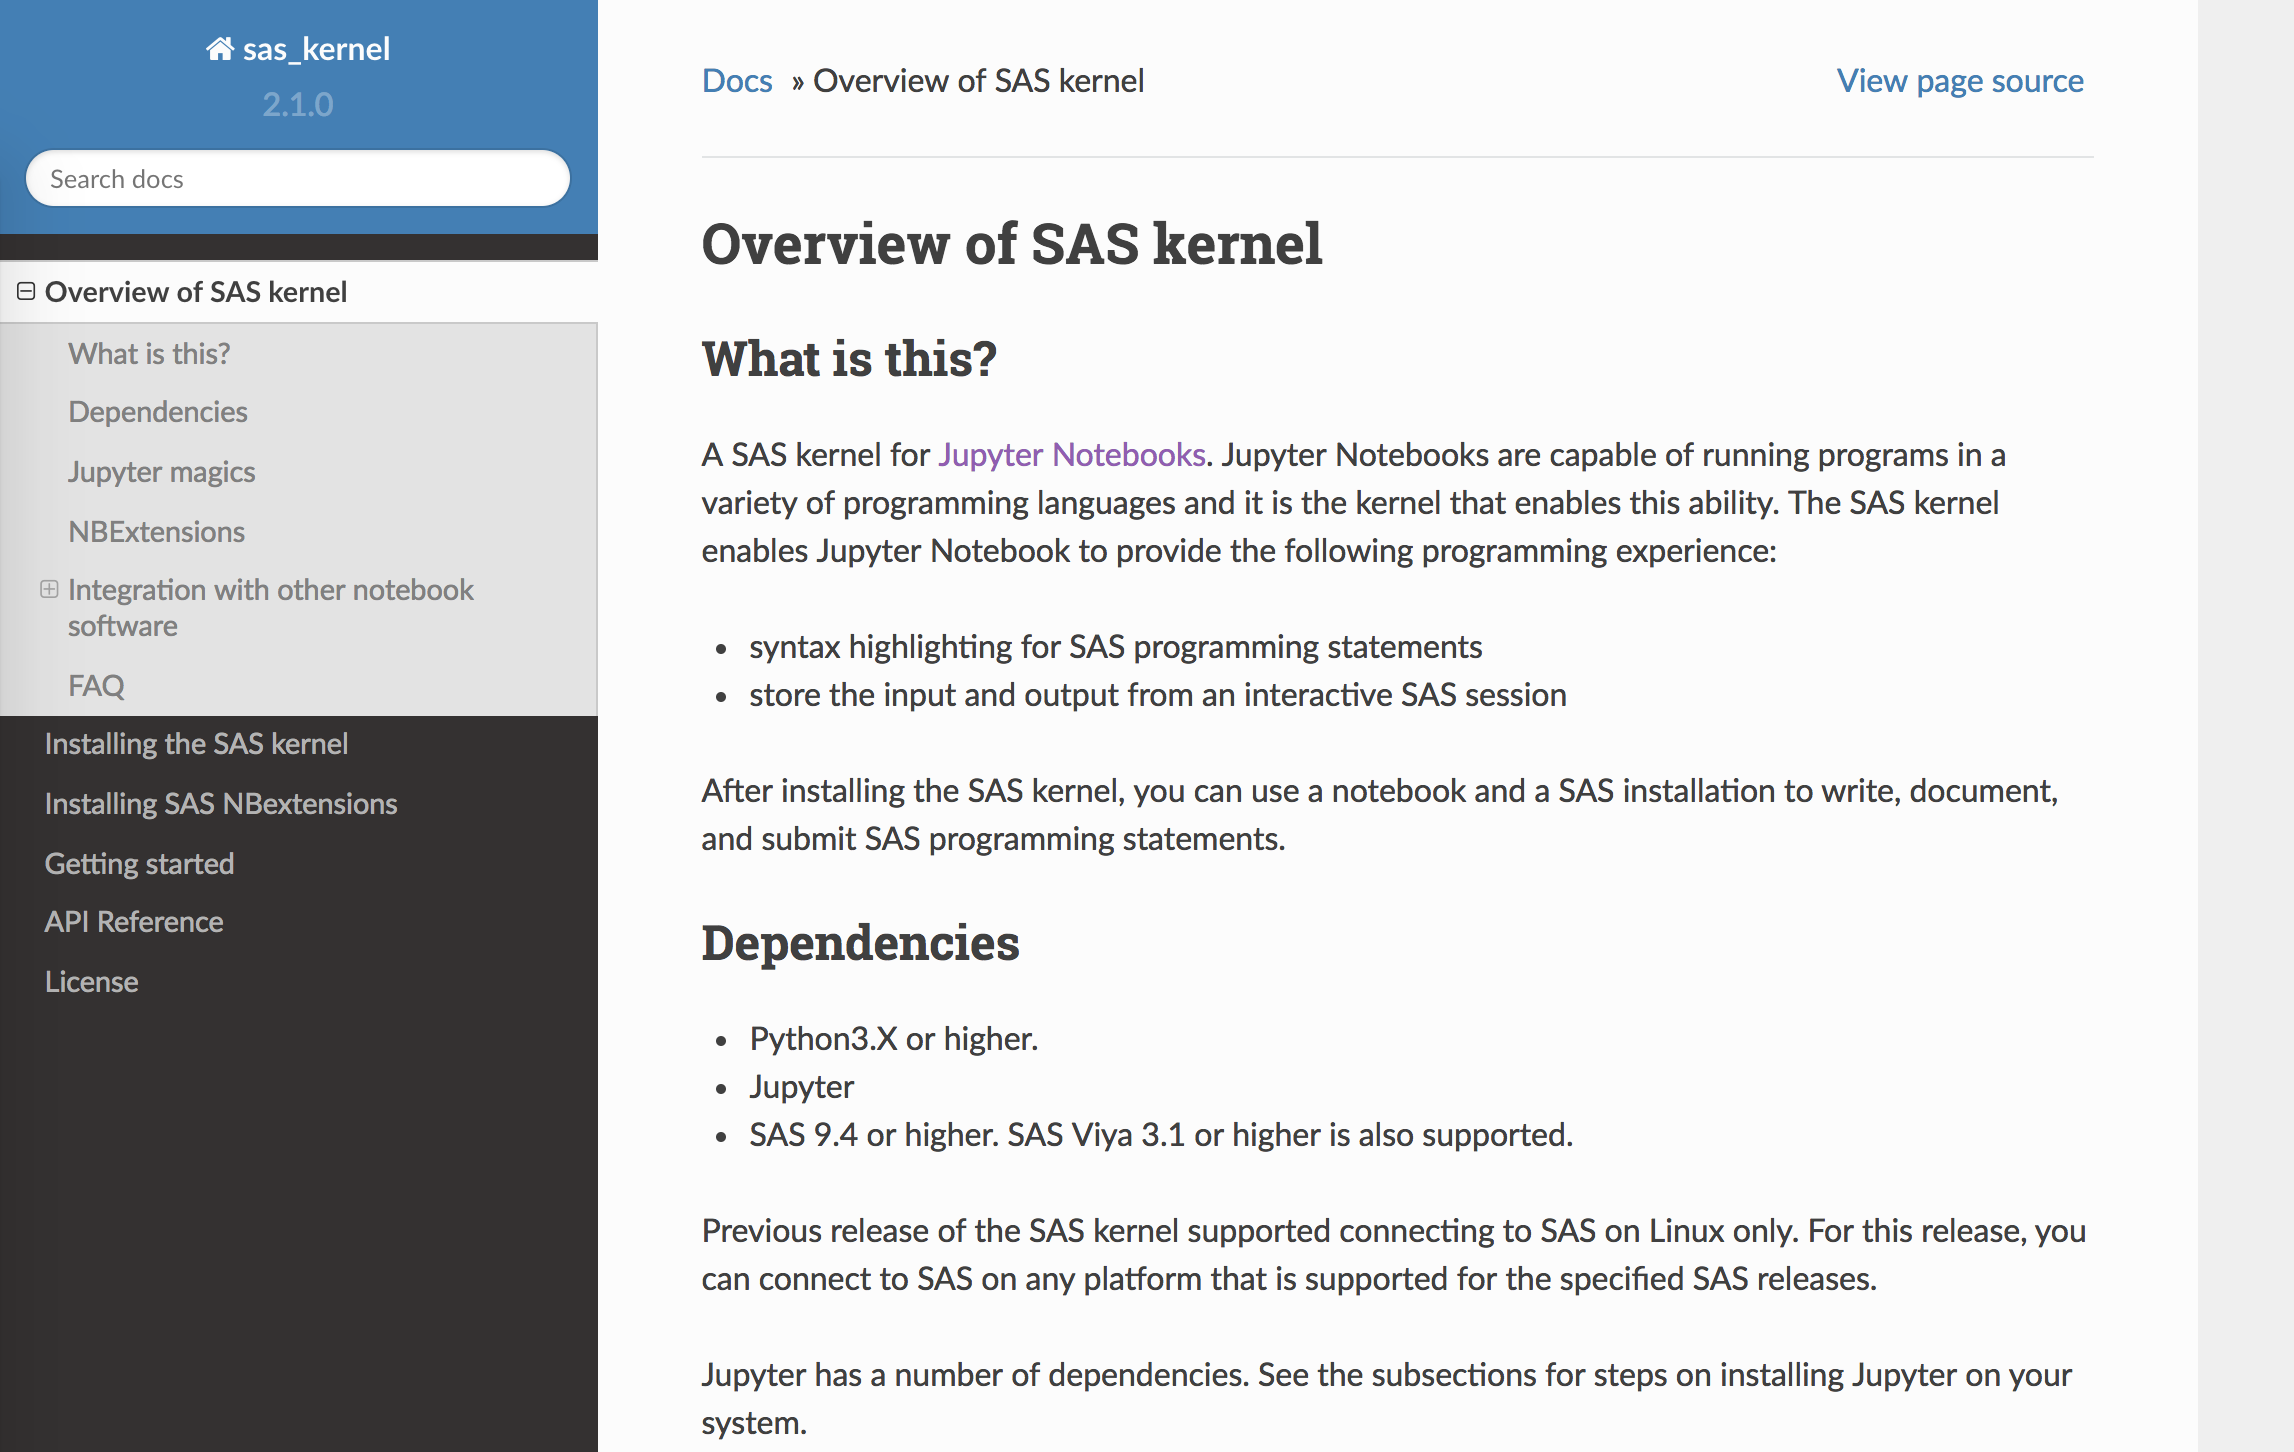 sas_kernel
2.1.0
Search docs
Overview of SAS kernel
What is this?
Dependencies
Jupyter magics
NBExtensions
Integration with other notebook
software
FAQ
Installing the SAS kernel
Installing SAS NBextensions
Getting started
API Reference
License
Docs » Overview of SAS kernel
View page source
Overview of SAS kernel
What is this?
A SAS kernel for Jupyter Notebooks. Jupyter Notebooks are capable of running programs in a
variety of programming languages and it is the kernel that enables this ability. The SAS kernel
enables Jupyter Notebook to provide the following programming experience:
• syntax highlighting for SAS programming statements
• store the input and output from an interactive SAS session
After installing the SAS kernel, you can use a notebook and a SAS installation to write, document,
and submit SAS programming statements.
Dependencies
• Python3.X or higher.
• Jupyter
• SAS 9.4 or higher. SAS Viya 3.1 or higher is also supported.
Previous release of the SAS kernel supported connecting to SAS on Linux only. For this release, you
can connect to SAS on any platform that is supported for the specified SAS releases.
Jupyter has a number of dependencies. See the subsections for steps on installing Jupyter on your
system.